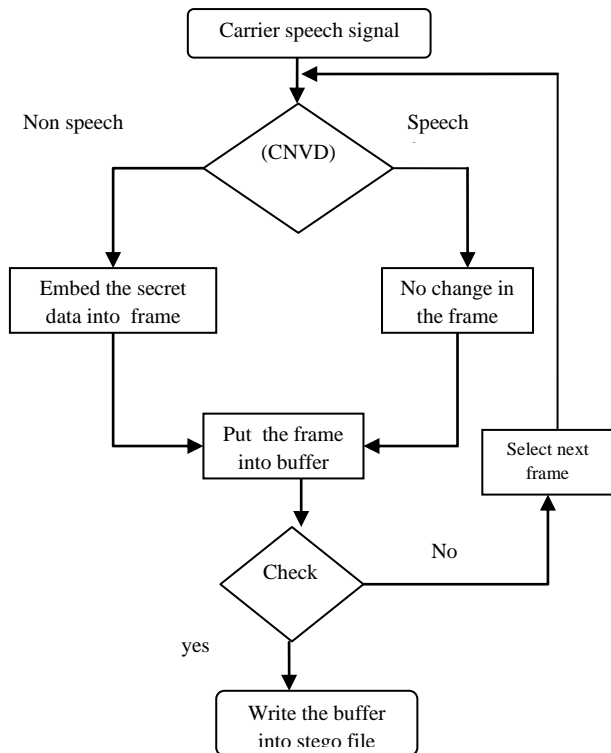 Carrier speech signal
Non speech
Speech
(CNVD)
Embed the secret
data into frame
No change in
the frame
Put the frame
into buffer
Select next
frame
No
Check
yes
Write the buffer
into stego file